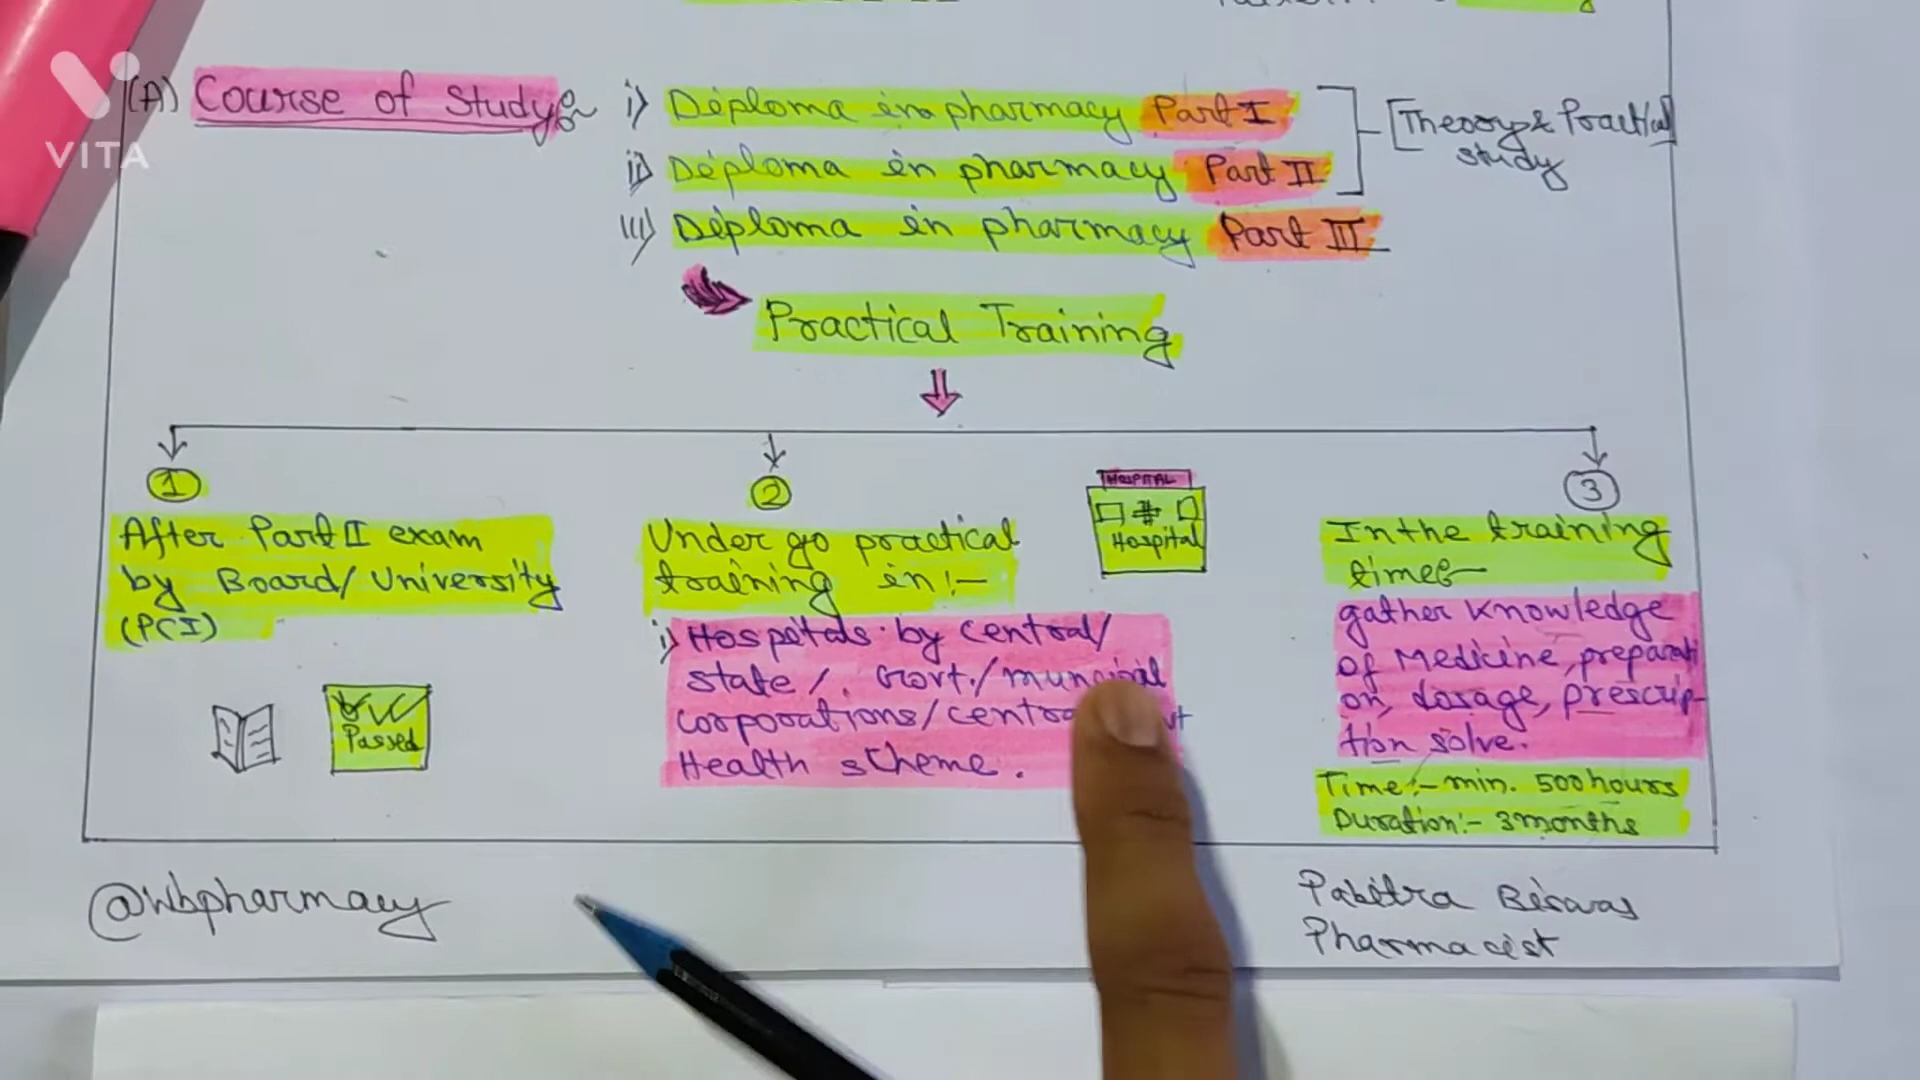 VITA
(A) Course of Study:-
i) Diploma in pharmacy Part I
ii) Diploma in pharmacy Part II
[Theory & Practical]
study
iii) Diploma in pharmacy Part III
Practical Training
1
After Part II exam
by Board/University
(PCI)
Passed
2
Under go practical
training in:-
i) Hospitals by central/
state/. Govt./muncipal
corporations/central
Health scheme.
HOSPITAL
Hospital
3
In the training
time:-
gather knowledge
of Medicine, preparati
on, dosage, prescrip-
tion solve.
Time:- min. 500 hours
Duration:- 3 months
@wbpharmacy
Pabitra Biswas
Pharmacist